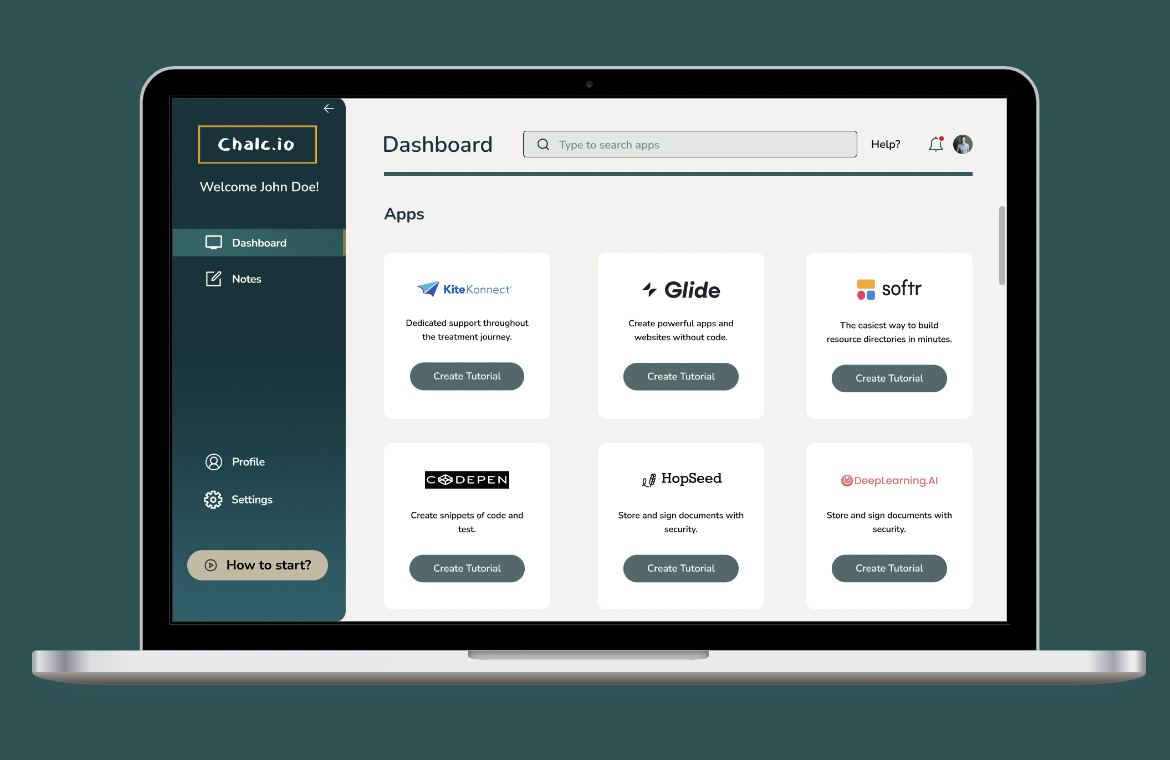 Chalc.io
Welcome John Doe!
Dashboard
Notes
Profile
Settings
How to start?
Dashboard
Type to search apps
Help?
Apps
KiteKonnect
Dedicated support throughout
the treatment journey.
Create Tutorial
Glide
Create powerful apps and
websites without code.
Create Tutorial
softr
The easiest way to build
resource directories in minutes.
Create Tutorial
CODEPEN
Create snippets of code and
test.
Create Tutorial
HopSeed
Store and sign documents with
security.
Create Tutorial
DeepLearning.AI
Store and sign documents with
security.
Create Tutorial